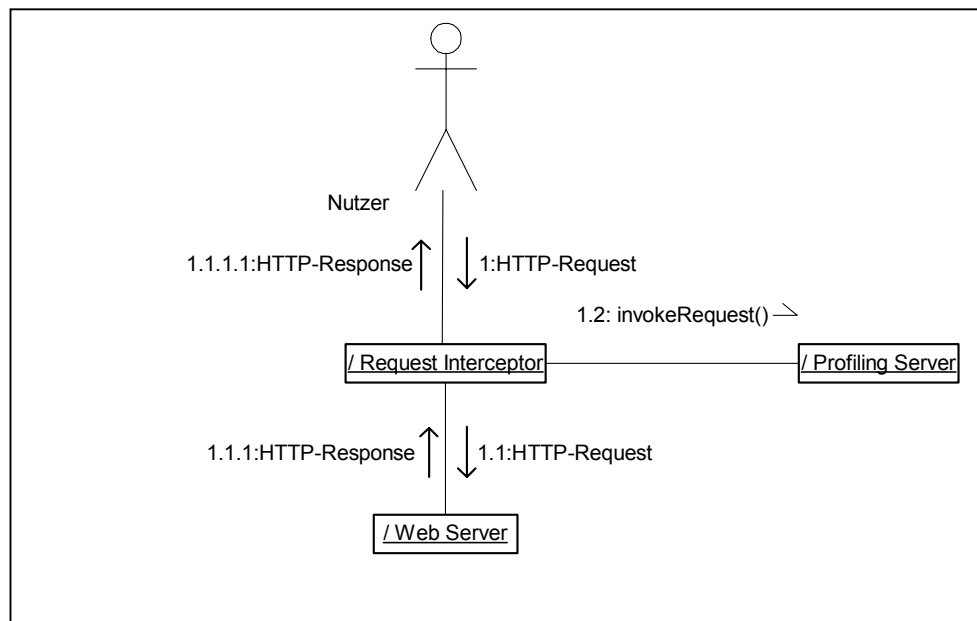 Nutzer
1.1.1.1:HTTP-Response
1:HTTP-Request
1.2: invokeRequest()
/ Request Interceptor
/ Profiling Server
1.1.1:HTTP-Response
1.1:HTTP-Request
/ Web Server